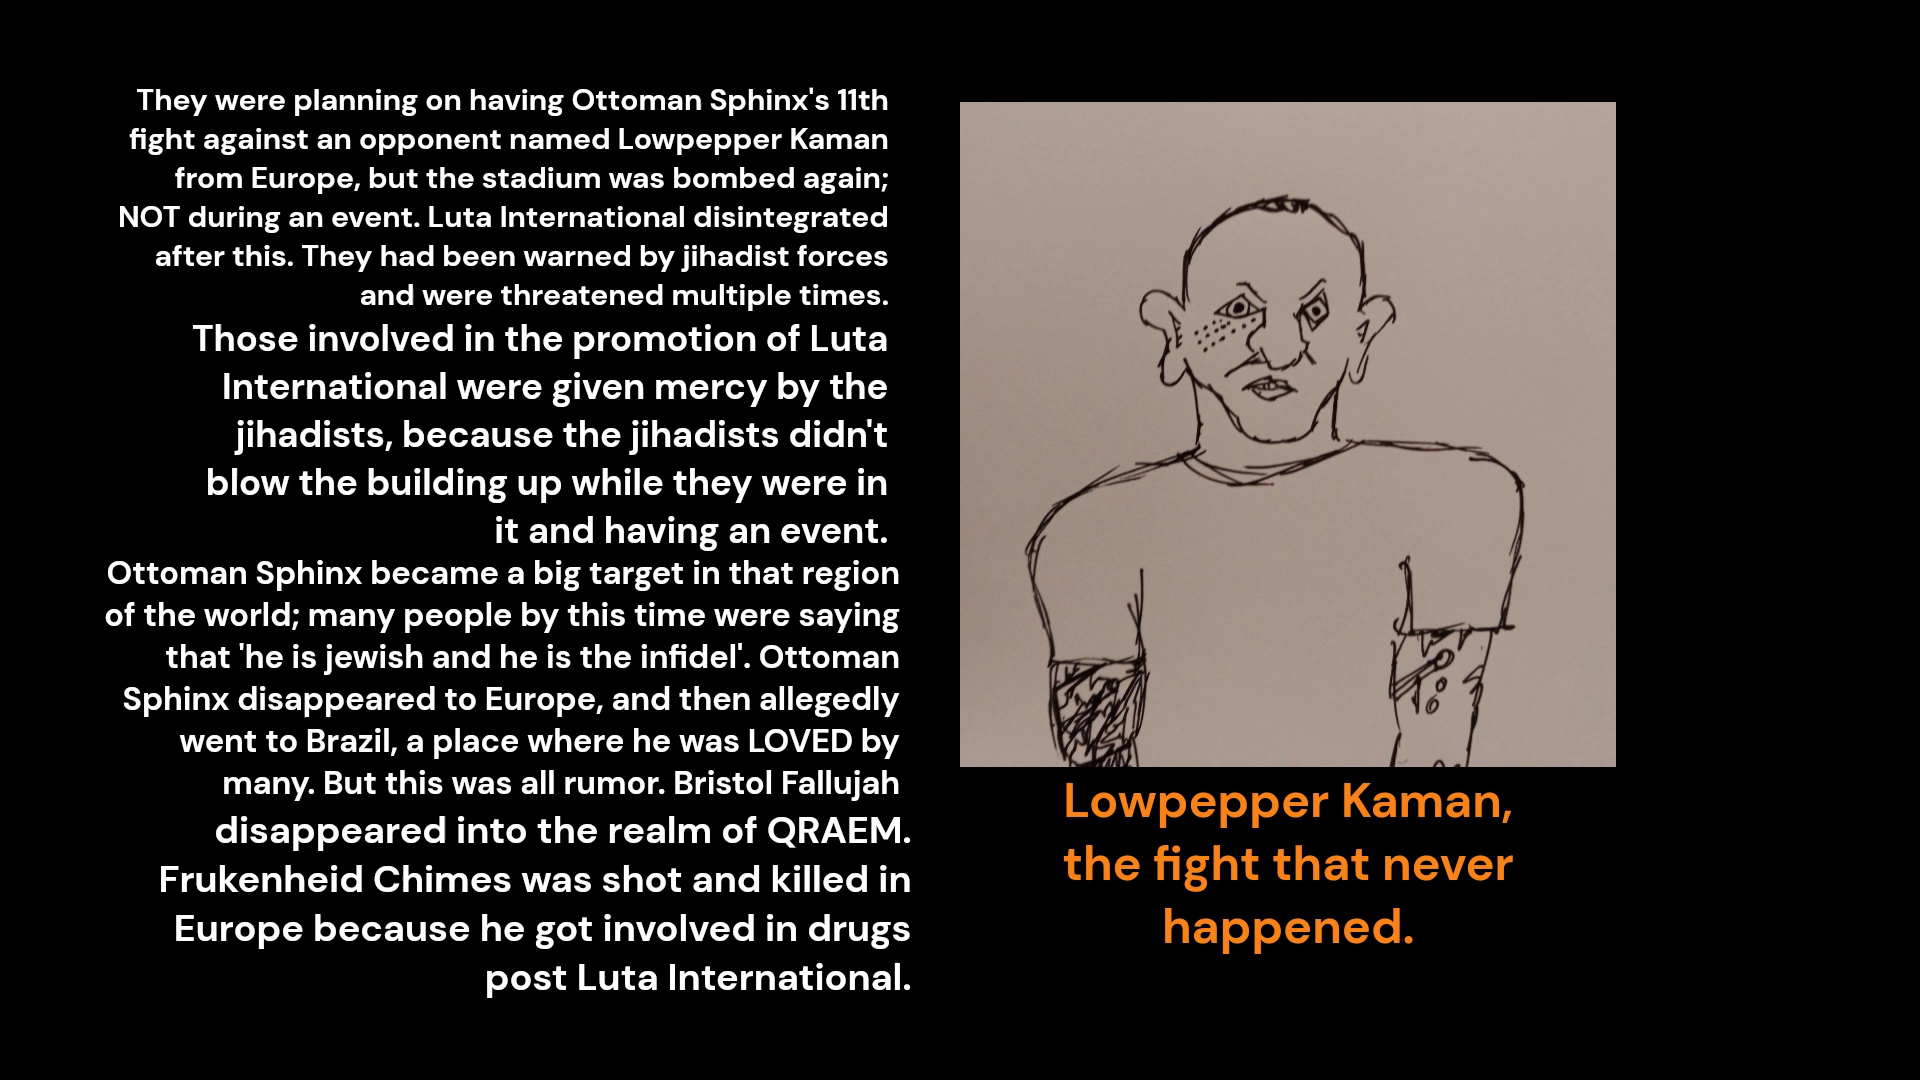 They were planning on having Ottoman Sphinx's 11th
fight against an opponent named Lowpepper Kaman
from Europe, but the stadium was bombed again;
NOT during an event. Luta International disintegrated
after this. They had been warned by jihadist forces
and were threatened multiple times.
Those involved in the promotion of Luta
International were given mercy by the
jihadists, because the jihadists didn't
blow the building up while they were in
it and having an event.
Ottoman Sphinx became a big target in that region
of the world; many people by this time were saying
that 'he is jewish and he is the infidel'. Ottoman
Sphinx disappeared to Europe, and then allegedly
went to Brazil, a place where he was LOVED by
many. But this was all rumor. Bristol Fallujah
disappeared into the realm of QRAEM.
Frukenheid Chimes was shot and killed in
Europe because he got involved in drugs
post Luta International.
Lowpepper Kaman,
the fight that never
happened.